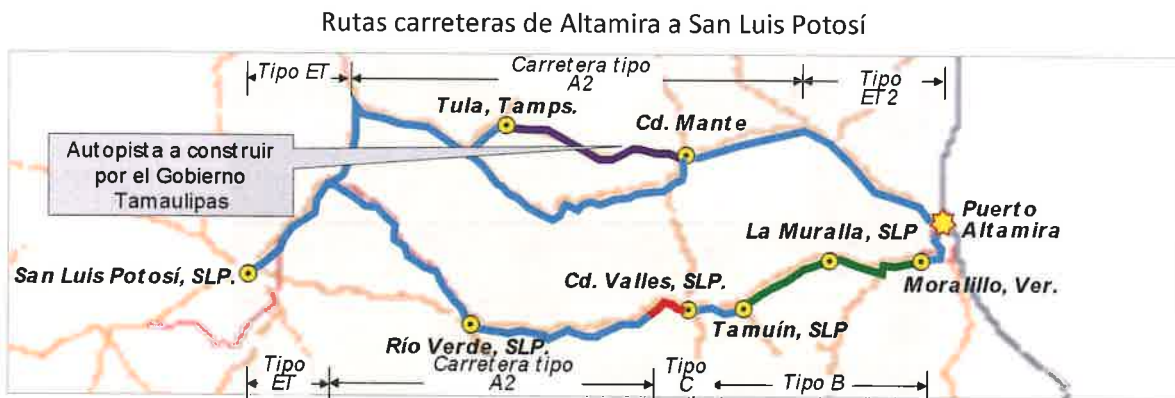 Rutas carreteras de Altamira a San Luis Potosí
Tipo ET
Carretera tipo
A2
Tipo
ET2
Tula, Tamps.
Cd. Mante
Autopista a construir
por el Gobierno
Tamaulipas
Puerto
Altamira
La Muralla, SLP
San Luis Potosí, SLP.
Cd. Valles, SLP.
Moralillo, Ver.
Tamuín, SLP
Río Verde, SLP.
Tipo
ET
Carretera tipo
A2
Tipo
C
Tipo B